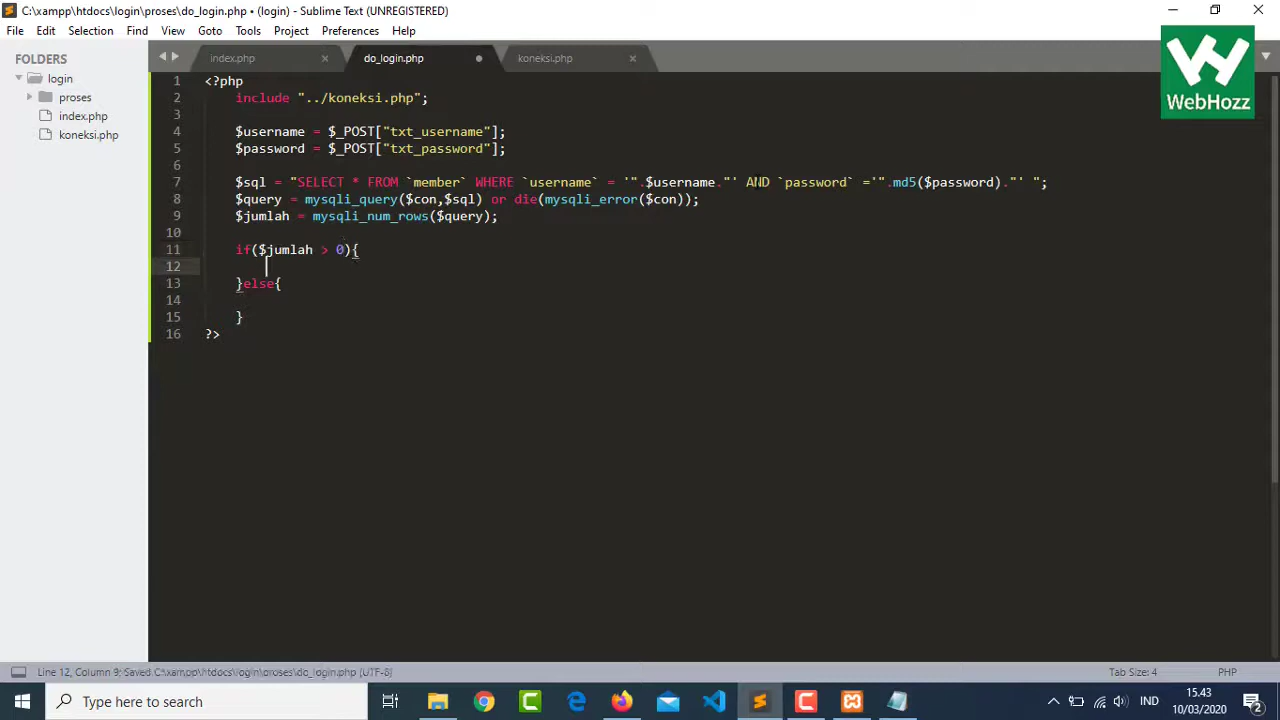 C:\xampp\htdocs\login\proses\do_login.php • (login) - Sublime Text (UNREGISTERED)
File Edit Selection Find View Goto Tools Project Preferences Help
WebHozz
FOLDERS
login
proses
index.php
koneksi.php
index.php × do_login.php • koneksi.php ×
1 <?php
2 include "../koneksi.php";
3
4 $username = $_POST["txt_username"];
5 $password = $_POST["txt_password"];
6
7 $sql = "SELECT * FROM `member` WHERE `username` = '".$username."' AND `password` ='".md5($password)."' ";
8 $query = mysqli_query($con,$sql) or die(mysqli_error($con));
9 $jumlah = mysqli_num_rows($query);
10
11 if($jumlah > 0){
12
13 }else{
14
15 }
16 ?>
Line 12, Column 9; Saved C:\xampp\htdocs\login\proses\do_login.php (UTF-8) Tab Size: 4 PHP
Type here to search
IND
15.43
10/03/2020
2